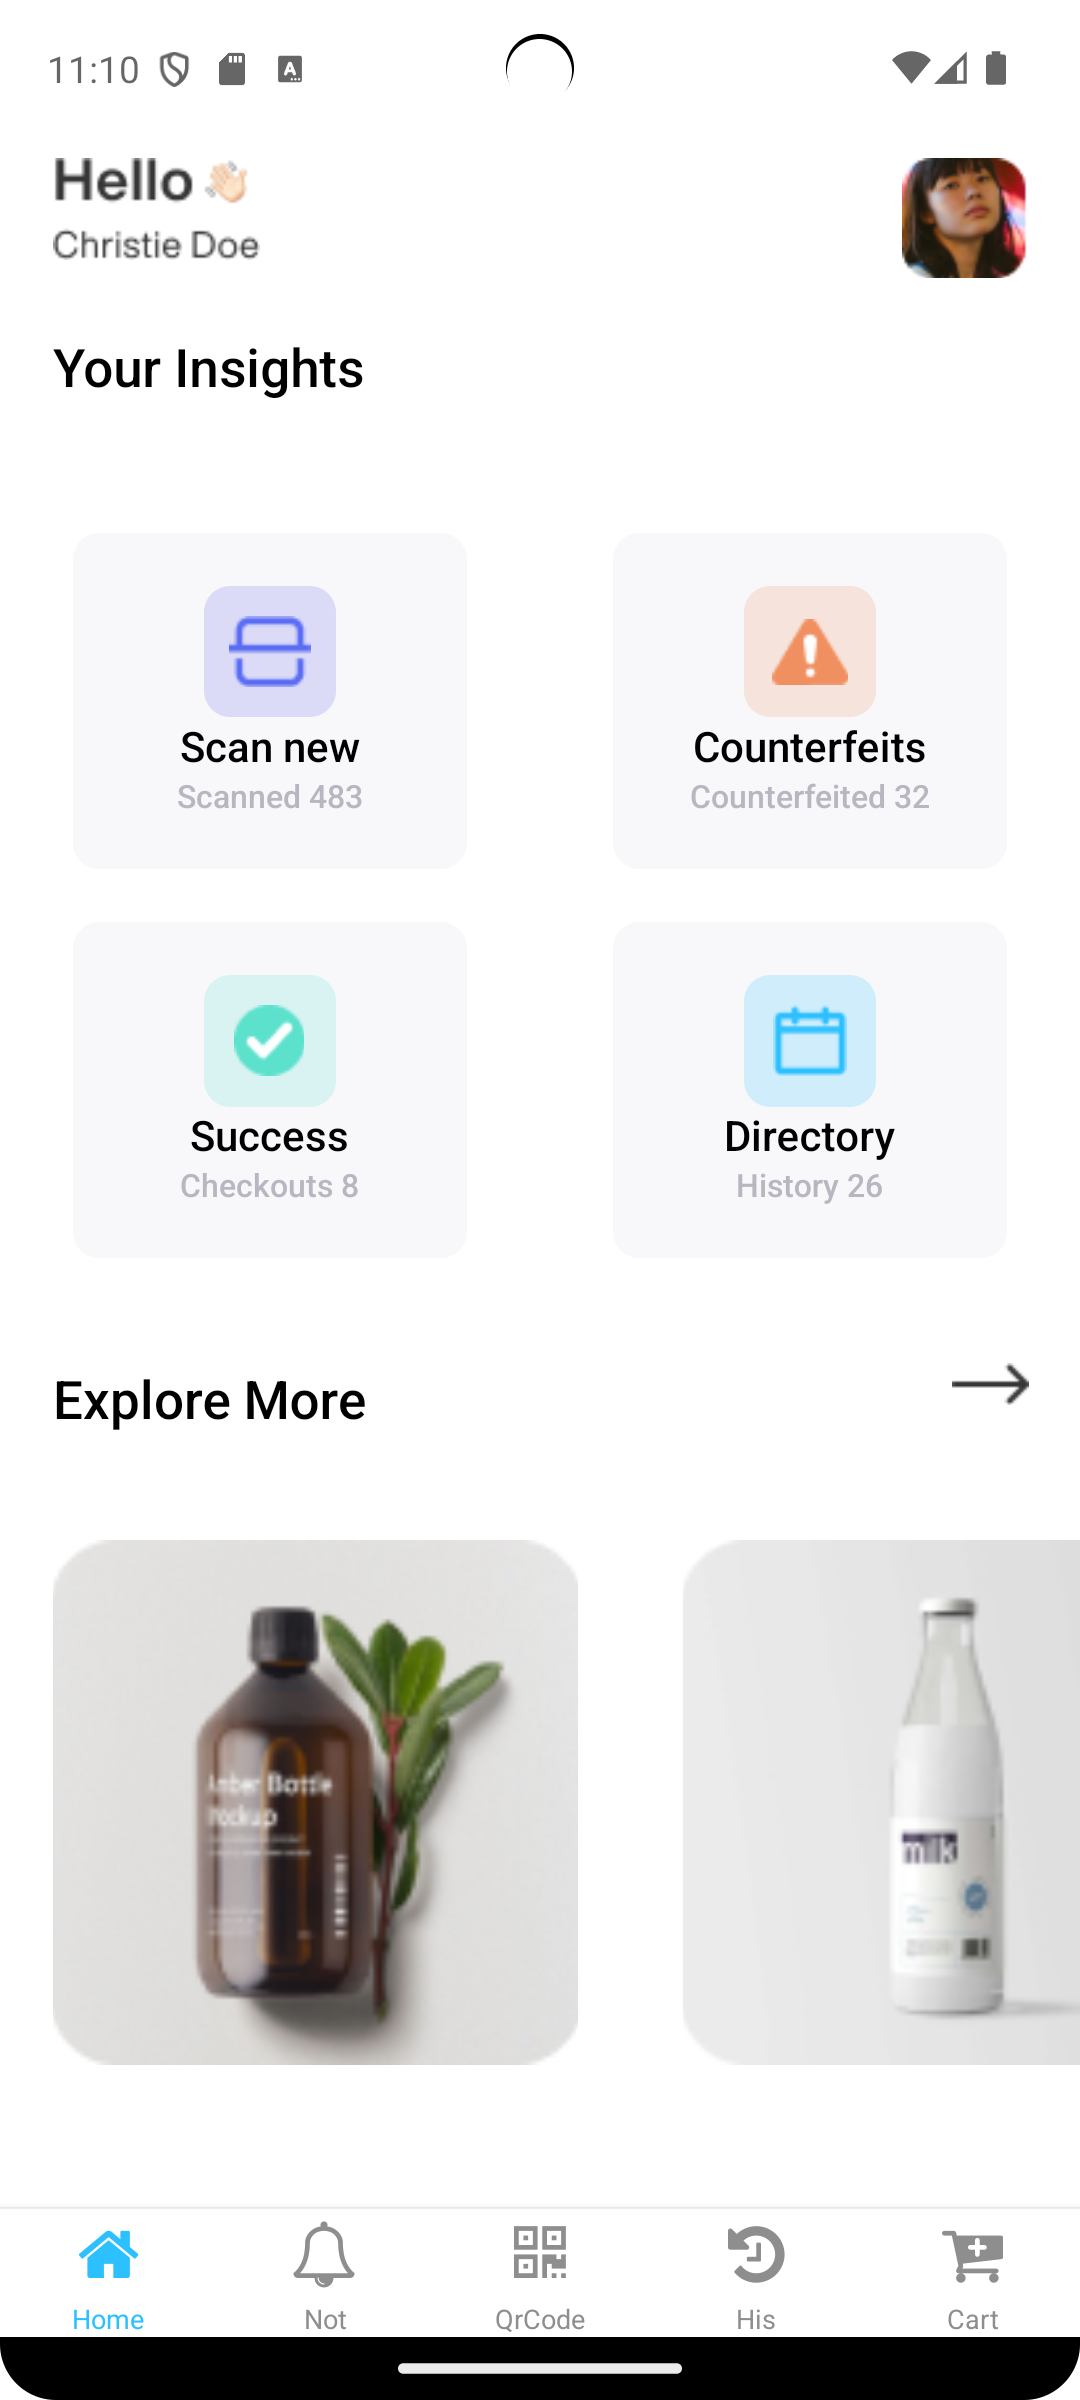 11:10
Hello 👋🏻
Christie Doe
Your Insights
Scan new
Scanned 483
Counterfeits
Counterfeited 32
Success
Checkouts 8
Directory
History 26
Explore More
Amber Bottle
Mockup
milk
Home
Not
QrCode
His
Cart